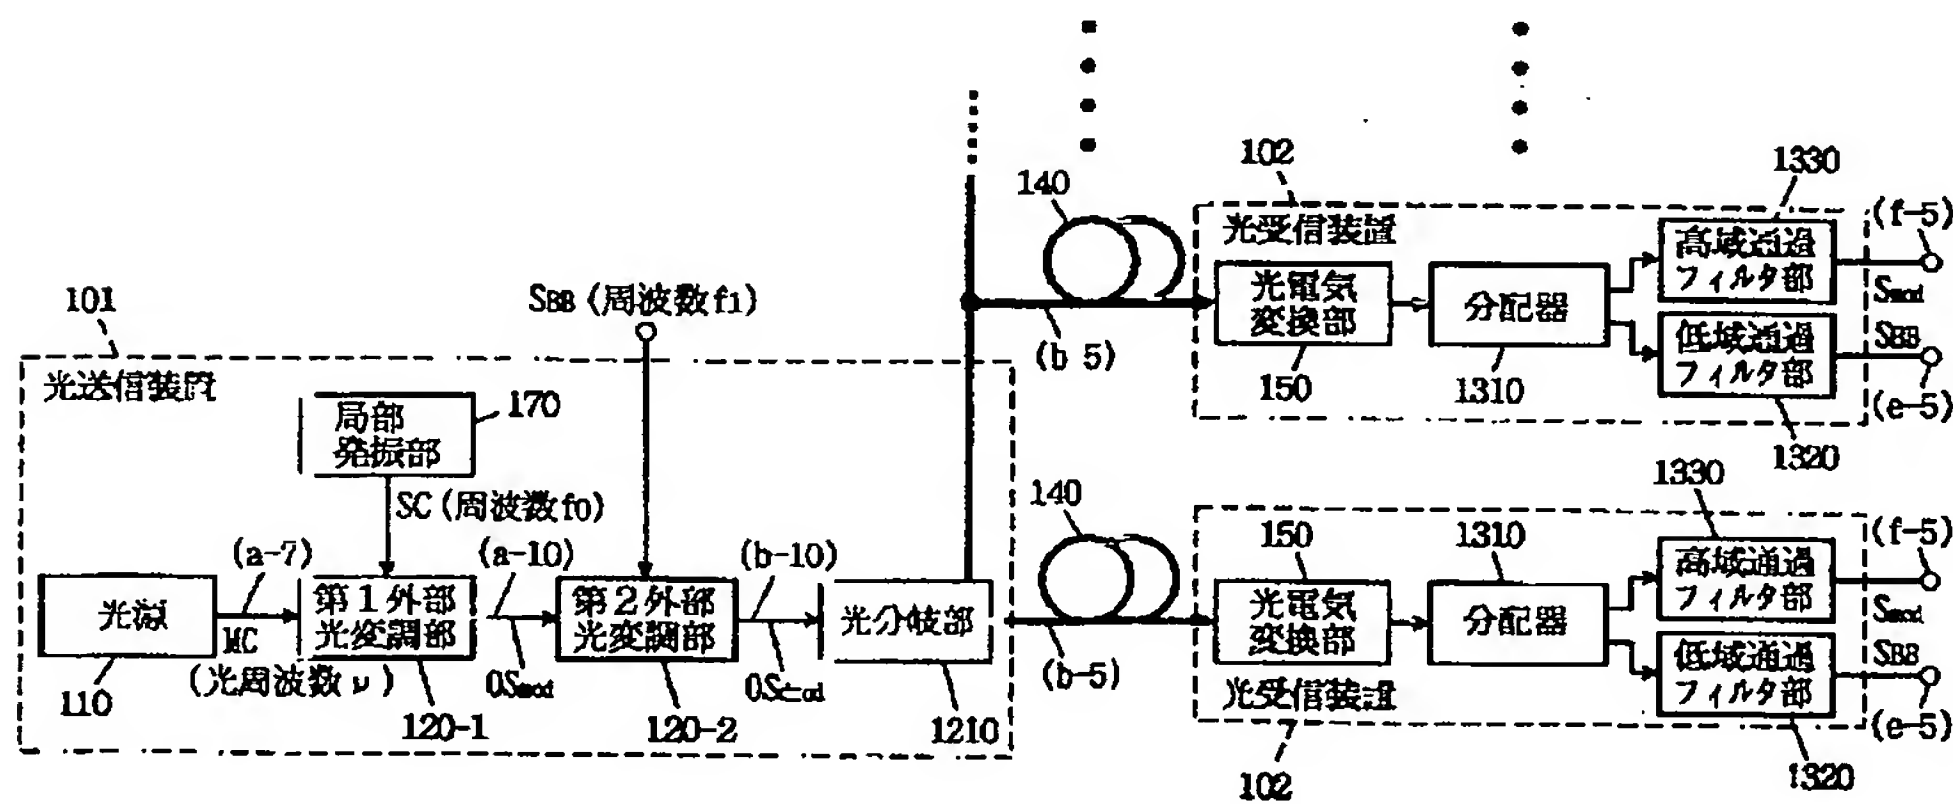 102
1330
140
(f-5)
光受信装置
高域通過
フィルタ部
光電気
変換部
分配器
Smod
低域通過
フィルタ部
SBB
(b-5)
150
1310
(e-5)
1320
101
SBB(周波数f1)
光送信装置
局部
発振部
170
SC(周波数f0)
(a-7)
(a-10)
(b-10)
光源
第1外部
光変調部
第2外部
光変調部
光分岐部
(光周波数ν)
OSmod
110
120-1
120-2
1210
140
1330
150
1310
(f-5)
高域通過
フィルタ部
光電気
変換部
分配器
Smod
低域通過
フィルタ部
SBB
(b-5)
光受信装置
(e-5)
102
1320